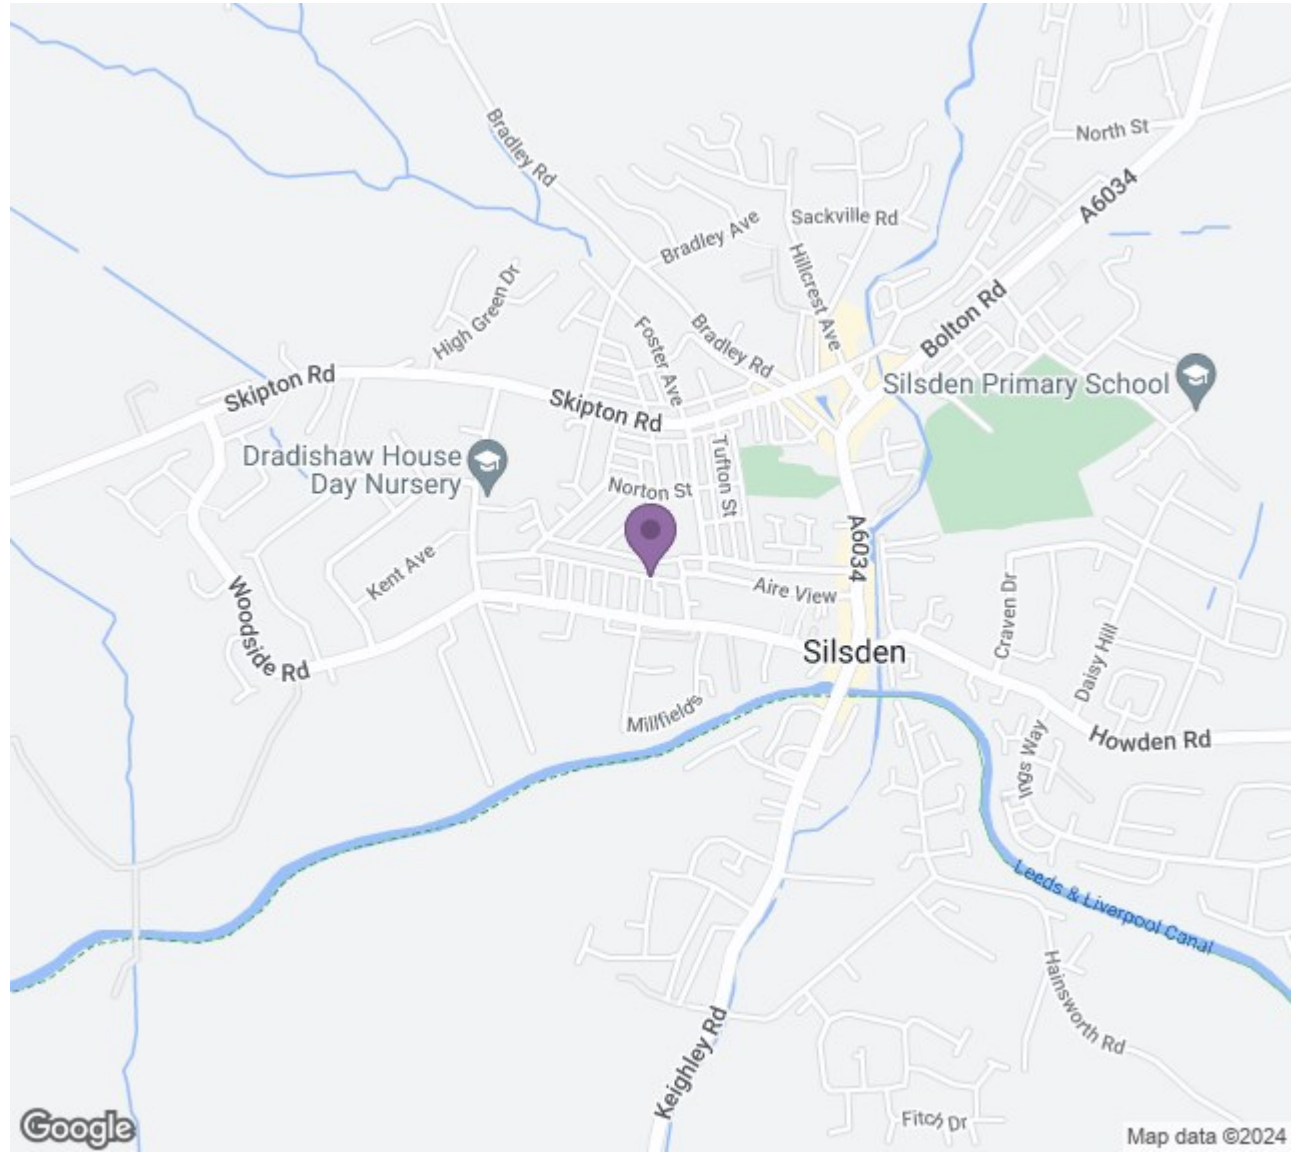 Bradley Rd
North St
A6034
Sackville Rd
Bradley Ave
Hillcrest Ave
High Green Dr
Foster Ave
Bradley Rd
Bolton Rd
Skipton Rd
Skipton Rd
Silsden Primary School
Dradishaw House
Day Nursery
Tufton St
Norton St
A6034
Kent Ave
Aire View
Woodside Rd
Craven Dr
Silsden
Daisy Hill
Millfields
Howden Rd
Ings Way
Leeds & Liverpool Canal
Hainsworth Rd
Keighley Rd
Fitch Dr
Google
Map data ©2024